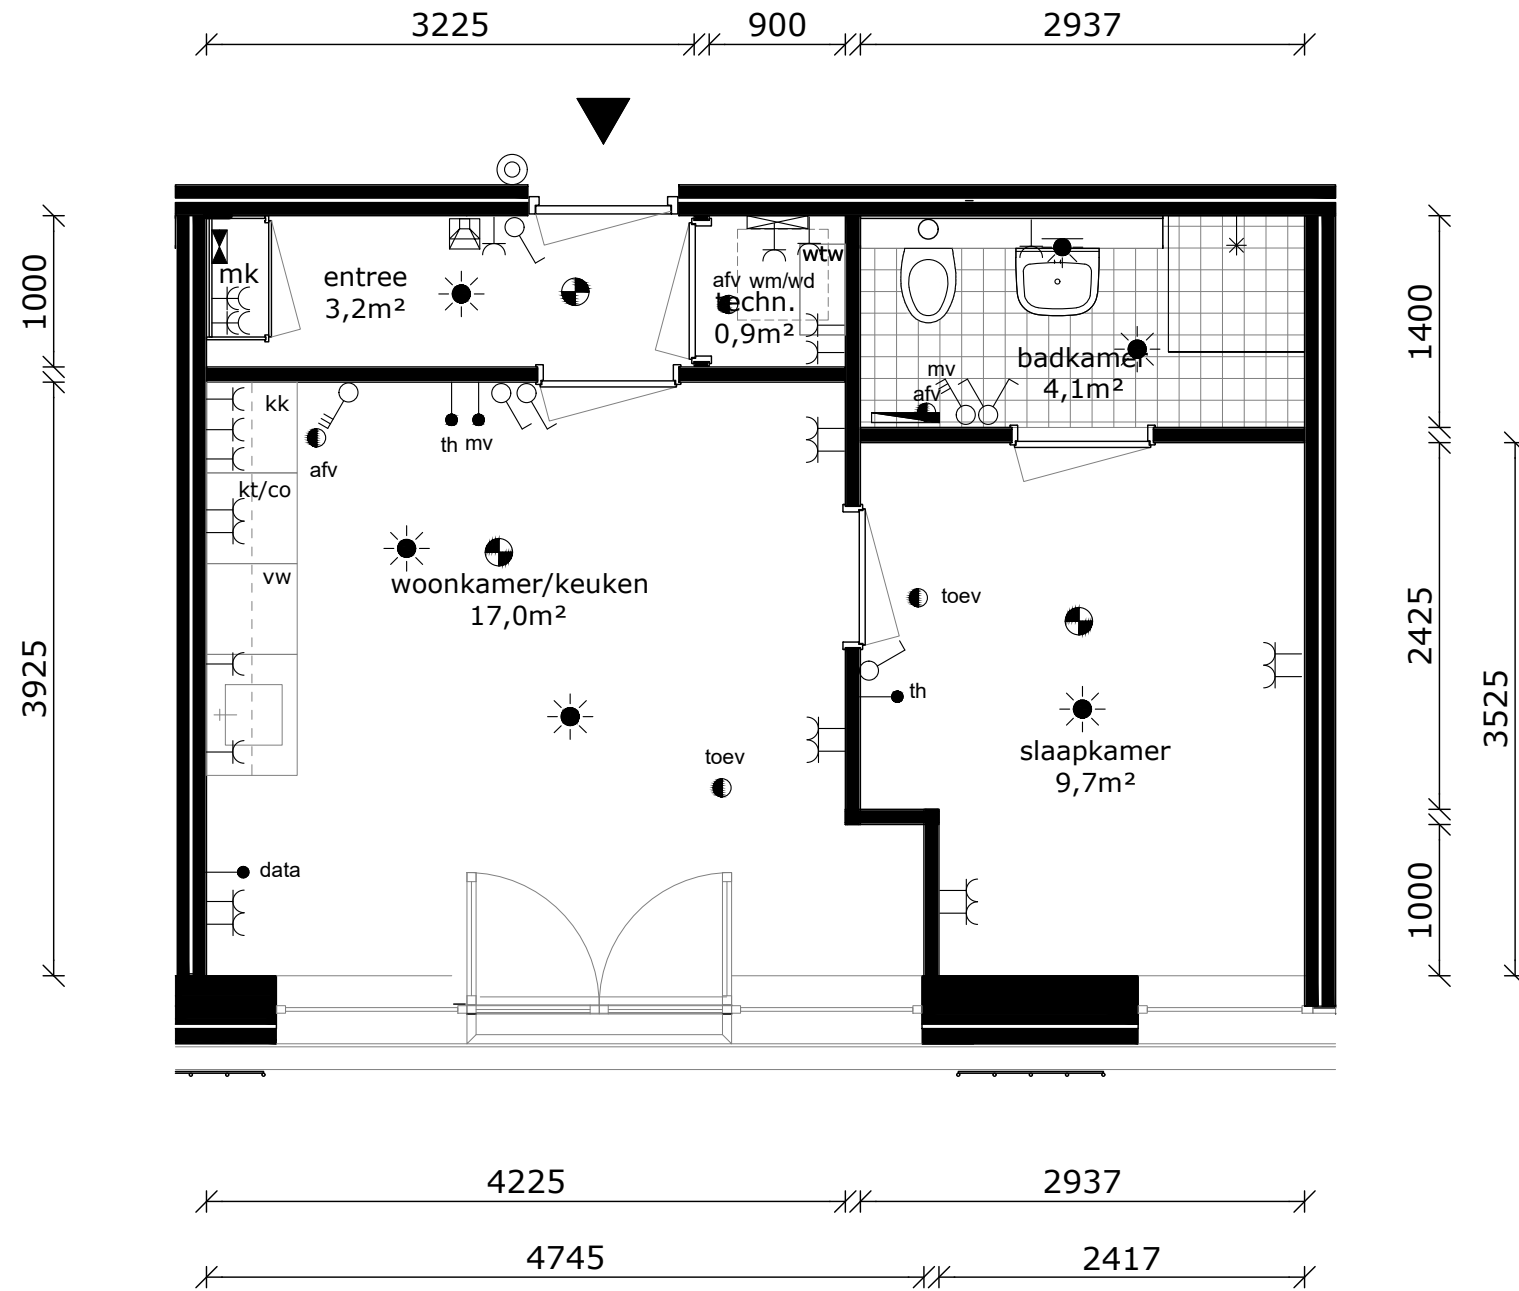 3225
900
2937
1000
mk
entree
3,2m²
afv
wm/wd
wtw
techn.
0,9m²
badkamer
4,1m²
mv
afv
1400
kk
afv
th
mv
kt/co
vw
woonkamer/keuken
17,0m²
toev
th
slaapkamer
9,7m²
toev
data
3925
2425
3525
1000
4225
2937
4745
2417